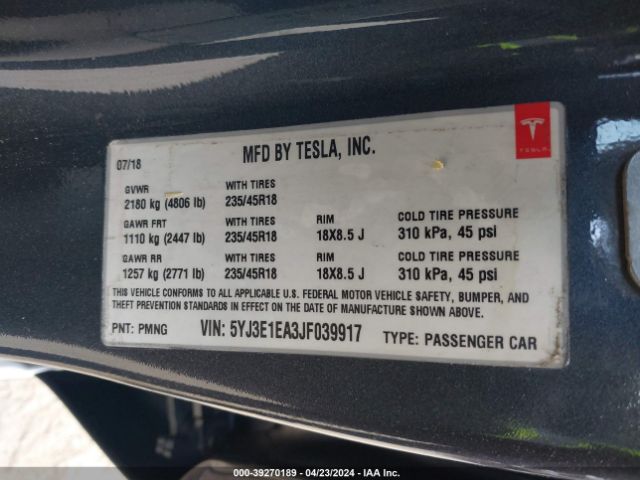 07/18
MFD BY TESLA, INC.
TESLA
GVWR WITH TIRES
2180 kg (4806 lb) 235/45R18
GAWR FRT WITH TIRES RIM COLD TIRE PRESSURE
1110 kg (2447 lb) 235/45R18 18X8.5 J 310 kPa, 45 psi
GAWR RR WITH TIRES RIM COLD TIRE PRESSURE
1257 kg (2771 lb) 235/45R18 18X8.5 J 310 kPa, 45 psi
THIS VEHICLE CONFORMS TO ALL APPLICABLE U.S. FEDERAL MOTOR VEHICLE SAFETY, BUMPER, AND
THEFT PREVENTION STANDARDS IN EFFECT ON THE DATE OF MANUFACTURE SHOWN ABOVE.
PNT: PMNG VIN: 5YJ3E1EA3JF039917 TYPE: PASSENGER CAR
000-39270189 - 04/23/2024 - IAA Inc.